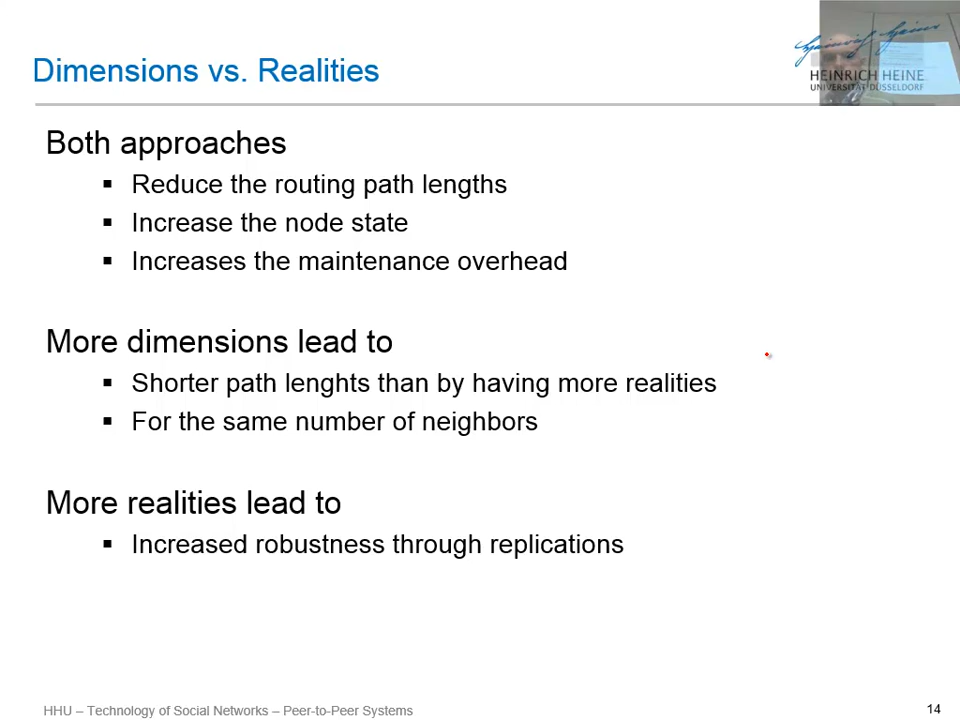 Dimensions vs. Realities
Heinrich Heine
HEINRICH HEINE
UNIVERSITÄT DÜSSELDORF
Both approaches
▪ Reduce the routing path lengths
▪ Increase the node state
▪ Increases the maintenance overhead
More dimensions lead to
▪ Shorter path lenghts than by having more realities
▪ For the same number of neighbors
More realities lead to
▪ Increased robustness through replications
HHU – Technology of Social Networks – Peer-to-Peer Systems
14